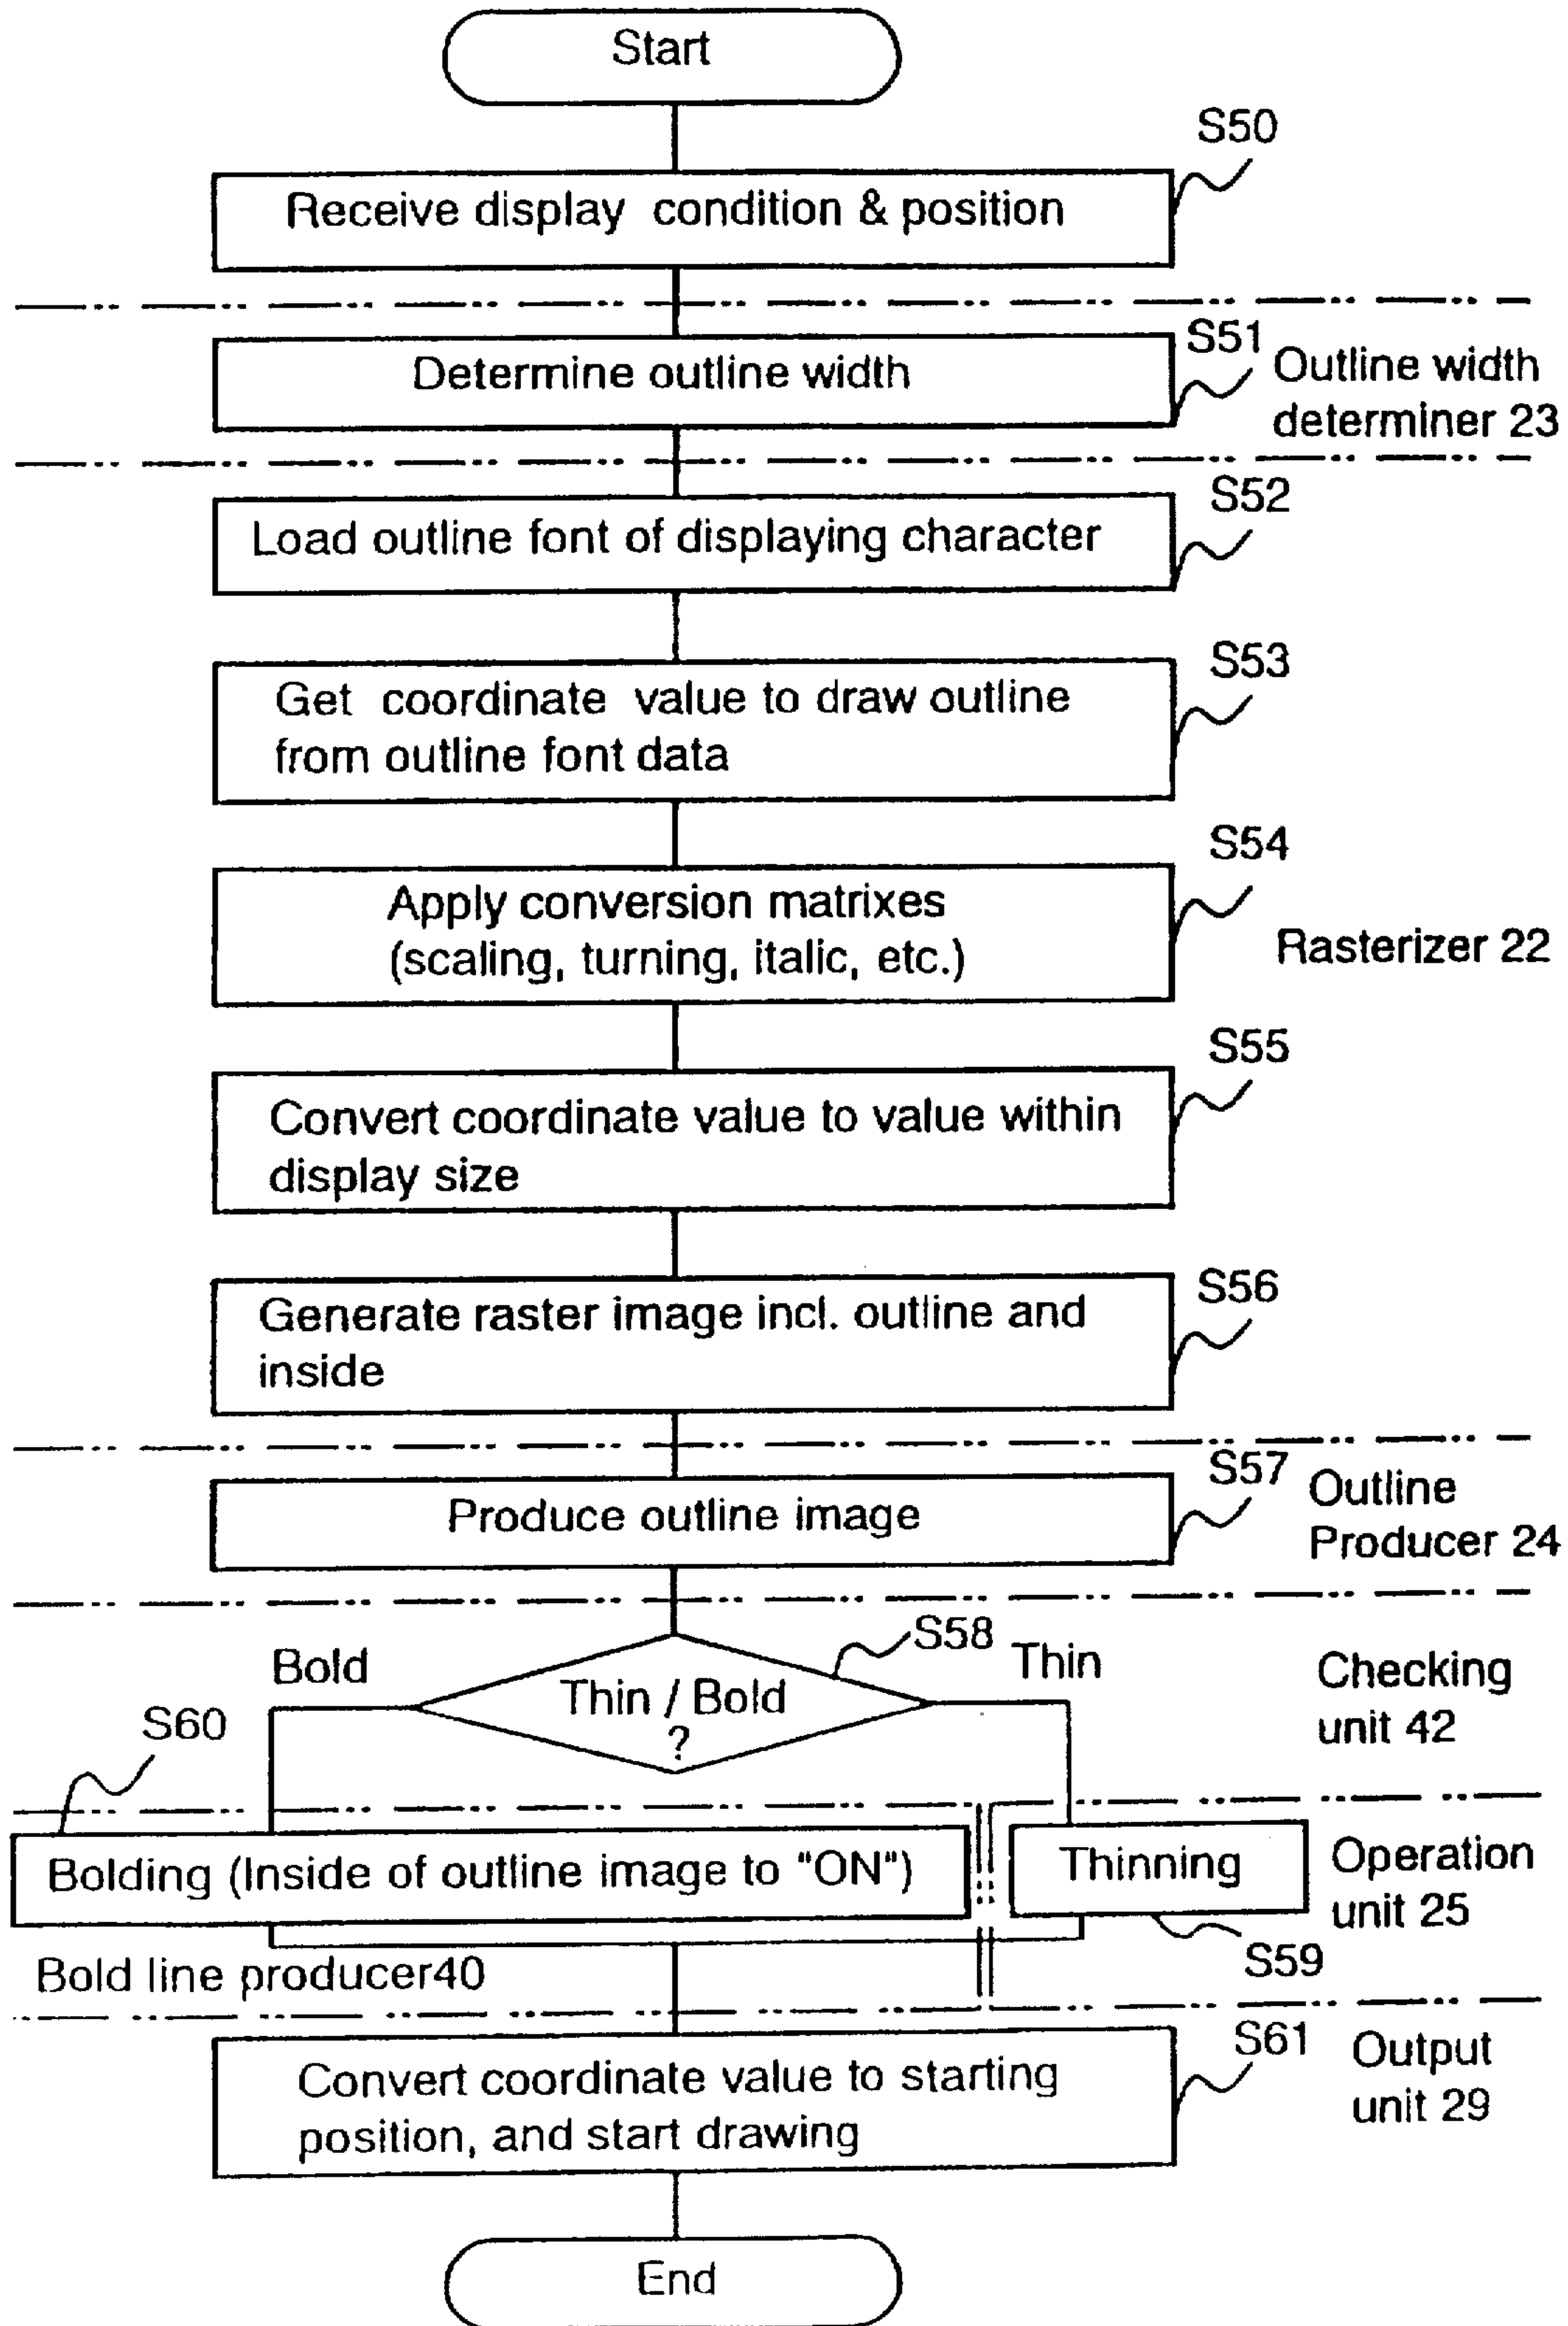 Start
S50
Receive display condition & position
S51
Determine outline width
Outline width
determiner 23
S52
Load outline font of displaying character
S53
Get coordinate value to draw outline
from outline font data
S54
Apply conversion matrixes
(scaling, turning, italic, etc.)
Rasterizer 22
S55
Convert coordinate value to value within
display size
S56
Generate raster image incl. outline and
inside
S57
Produce outline image
Outline
Producer 24
S58
Bold
Thin
Thin / Bold
?
Checking
unit 42
S60
Bolding (Inside of outline image to "ON")
Thinning
Operation
unit 25
S59
Bold line producer40
S61
Convert coordinate value to starting
position, and start drawing
Output
unit 29
End